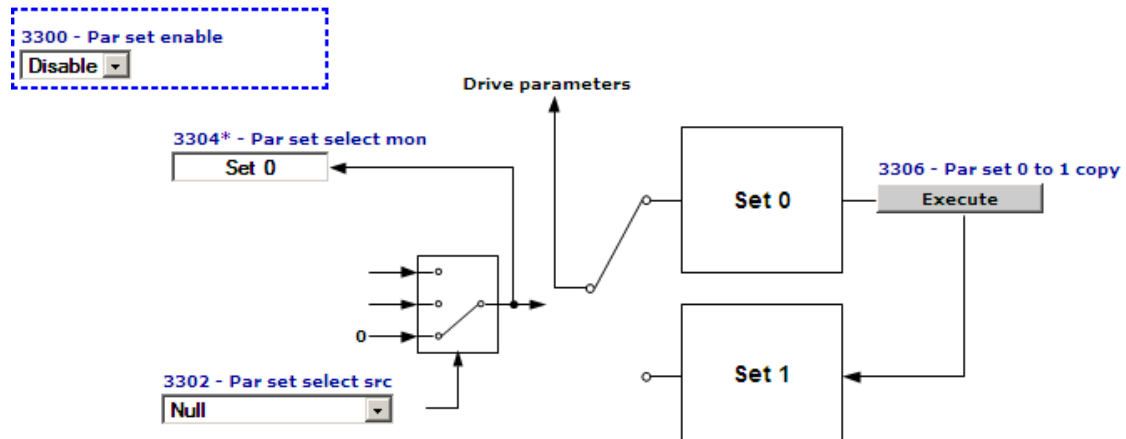 3300 - Par set enable
Disable
Drive parameters
3304* - Par set select mon
Set 0
Set 0
3306 - Par set 0 to 1 copy
Execute
0
3302 - Par set select src
Null
Set 1